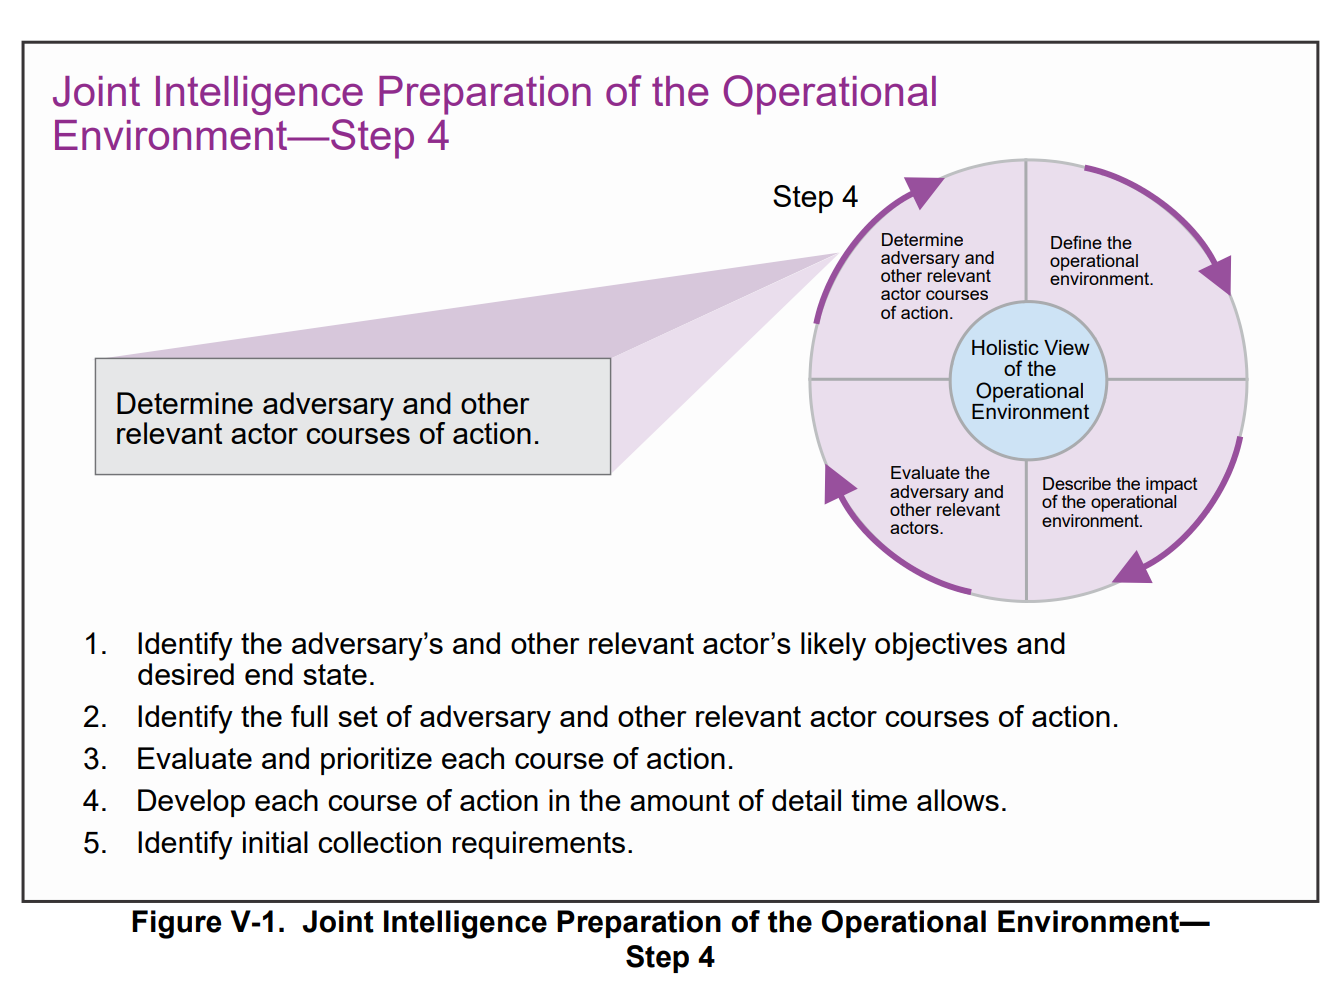 Joint Intelligence Preparation of the Operational
Environment—Step 4
Step 4
Determine
adversary and
other relevant
actor courses
of action.
Define the
operational
environment.
Holistic View
of the
Operational
Environment
Determine adversary and other
relevant actor courses of action.
Evaluate the
adversary and
other relevant
actors.
Describe the impact
of the operational
environment.
1. Identify the adversary’s and other relevant actor’s likely objectives and
desired end state.
2. Identify the full set of adversary and other relevant actor courses of action.
3. Evaluate and prioritize each course of action.
4. Develop each course of action in the amount of detail time allows.
5. Identify initial collection requirements.
Figure V-1. Joint Intelligence Preparation of the Operational Environment—
Step 4